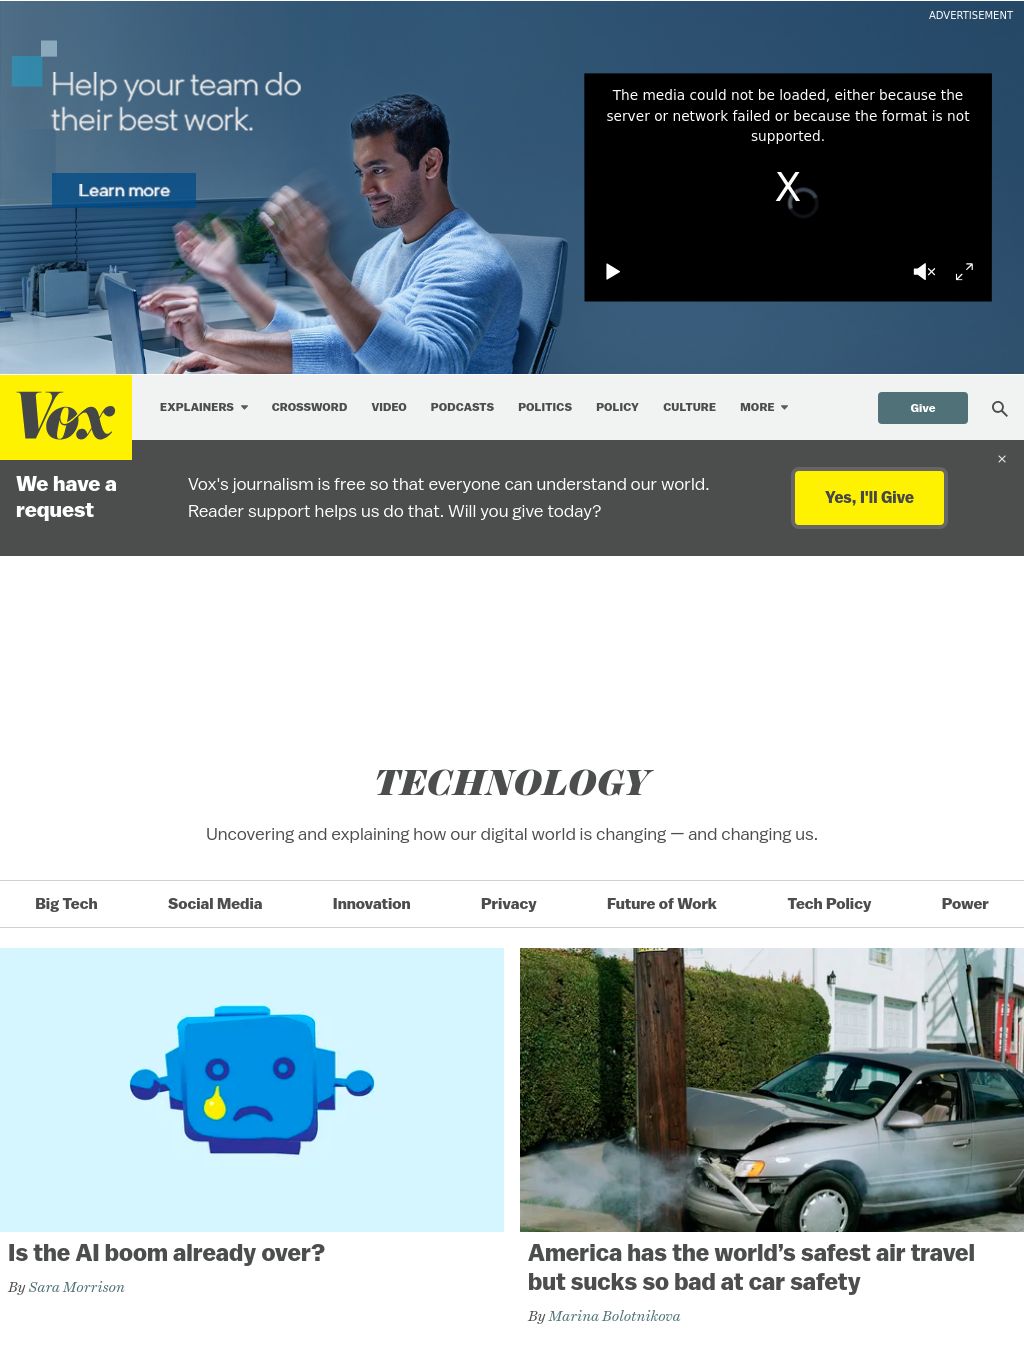 ADVERTISEMENT
Help your team do
their best work.
Learn more
The media could not be loaded, either because the
server or network failed or because the format is not
supported.
Vox
EXPLAINERS
CROSSWORD
VIDEO
PODCASTS
POLITICS
POLICY
CULTURE
MORE
Give
We have a
request
Vox's journalism is free so that everyone can understand our world.
Reader support helps us do that. Will you give today?
Yes, I'll Give
TECHNOLOGY
Uncovering and explaining how our digital world is changing — and changing us.
Big Tech
Social Media
Innovation
Privacy
Future of Work
Tech Policy
Power
Is the AI boom already over?
By Sara Morrison
America has the world’s safest air travel
but sucks so bad at car safety
By Marina Bolotnikova